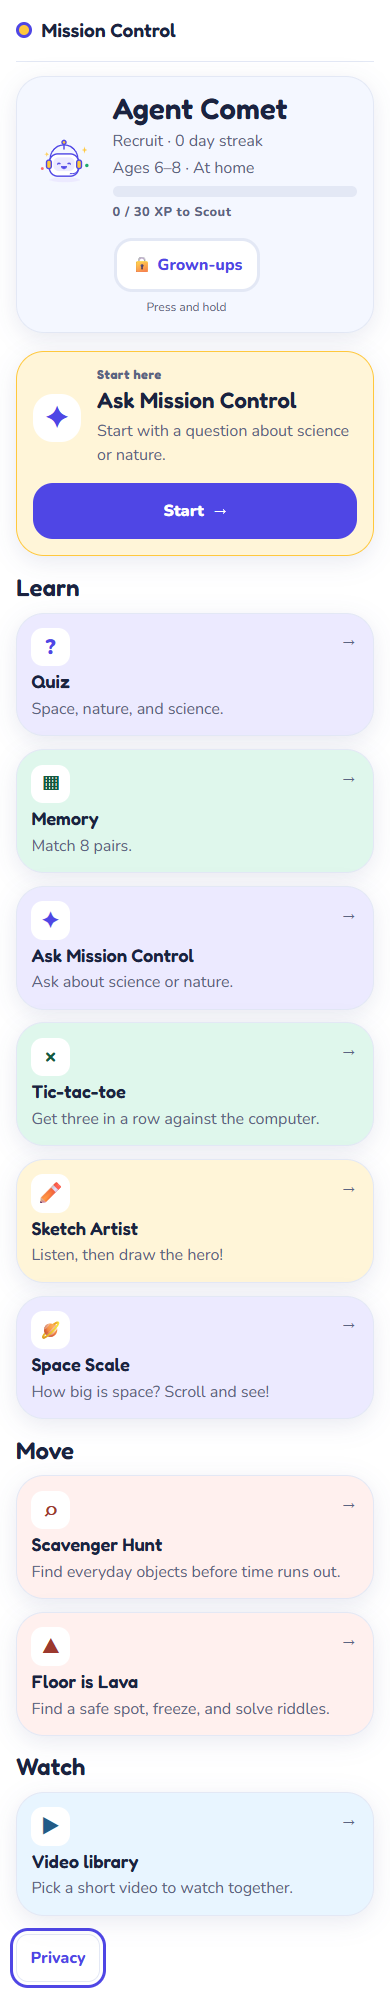 Mission Control
Agent Comet
Recruit · 0 day streak
Ages 6–8 · At home
0 / 30 XP to Scout
🔒 Grown-ups
Press and hold
Start here
Ask Mission Control
Start with a question about science
or nature.
Start →
Learn
?
→
Quiz
Space, nature, and science.
→
Memory
Match 8 pairs.
→
Ask Mission Control
Ask about science or nature.
×
→
Tic-tac-toe
Get three in a row against the computer.
→
Sketch Artist
Listen, then draw the hero!
→
Space Scale
How big is space? Scroll and see!
Move
→
Scavenger Hunt
Find everyday objects before time runs out.
→
Floor is Lava
Find a safe spot, freeze, and solve riddles.
Watch
→
Video library
Pick a short video to watch together.
Privacy